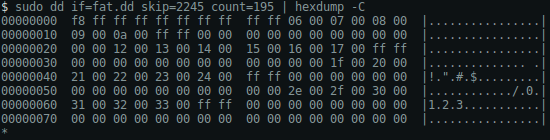 $ sudo dd if=fat.dd skip=2245 count=195 | hexdump -C
00000000  f8 ff ff ff ff ff ff ff  ff ff 06 00 07 00 08 00  |................|
00000010  09 00 0a 00 ff ff 00 00  00 00 00 00 00 00 00 00  |................|
00000020  00 00 12 00 13 00 14 00  15 00 16 00 17 00 ff ff  |................|
00000030  00 00 00 00 00 00 00 00  00 00 00 00 1f 00 20 00  |.............. .|
00000040  21 00 22 00 23 00 24 00  ff ff 00 00 00 00 00 00  |!.".#.$.........|
00000050  00 00 00 00 00 00 00 00  00 00 2e 00 2f 00 30 00  |............/.0.|
00000060  31 00 32 00 33 00 ff ff  00 00 00 00 00 00 00 00  |1.2.3...........|
00000070  00 00 00 00 00 00 00 00  00 00 00 00 00 00 00 00  |................|
*